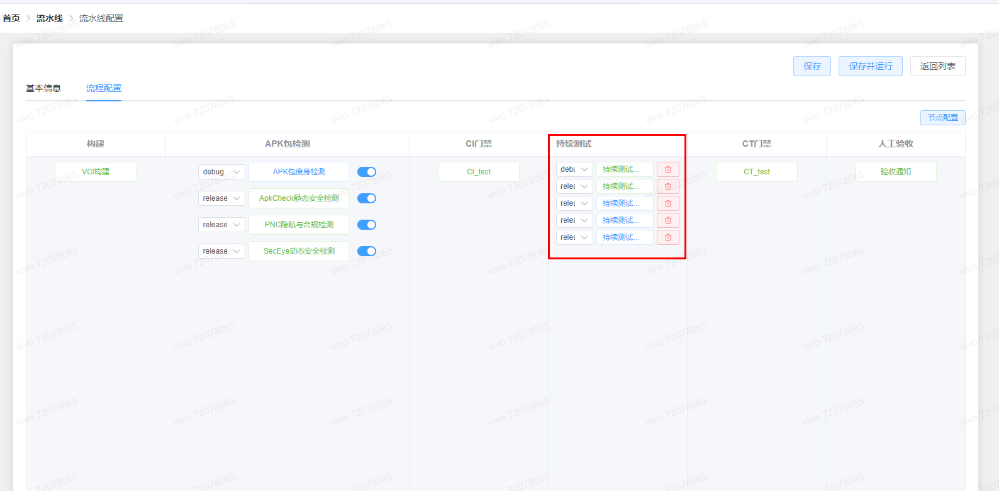 首页 > 流水线 > 流水线配置
保存 保存并运行 返回列表
基本信息 流程配置
节点配置
构建 APK包检测 CI门禁 持续测试 CT门禁 人工验收
VCI构建 debug APK包瘦身检测 CI_test debu 持续测试... CT_test 验收通知
relea 持续测试...
release ApkCheck静态安全检测 relea 持续测试...
release PNC隐私与合规检测 relea 持续测试...
relea 持续测试...
release SecEye动态安全检测
vivo 72078065